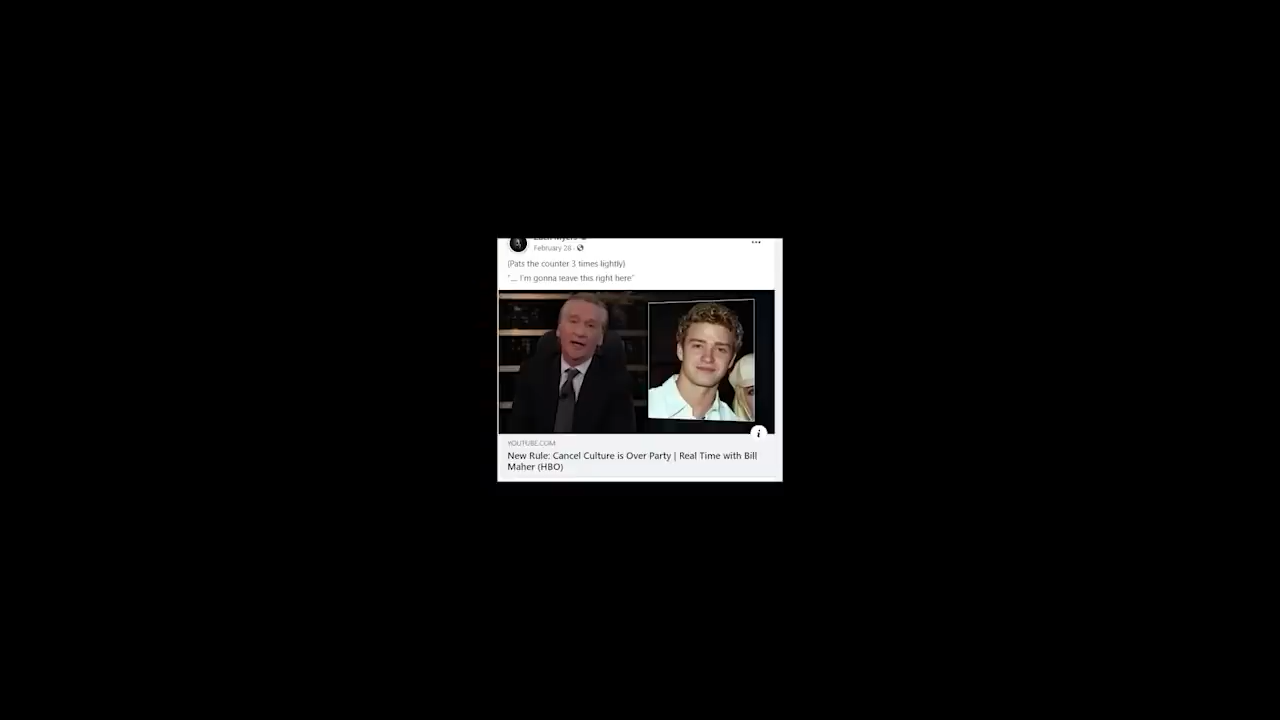 February 28 ·
(Pats the counter 3 times lightly)
"... I'm gonna leave this right here"
YOUTUBE.COM
New Rule: Cancel Culture is Over Party | Real Time with Bill
Maher (HBO)